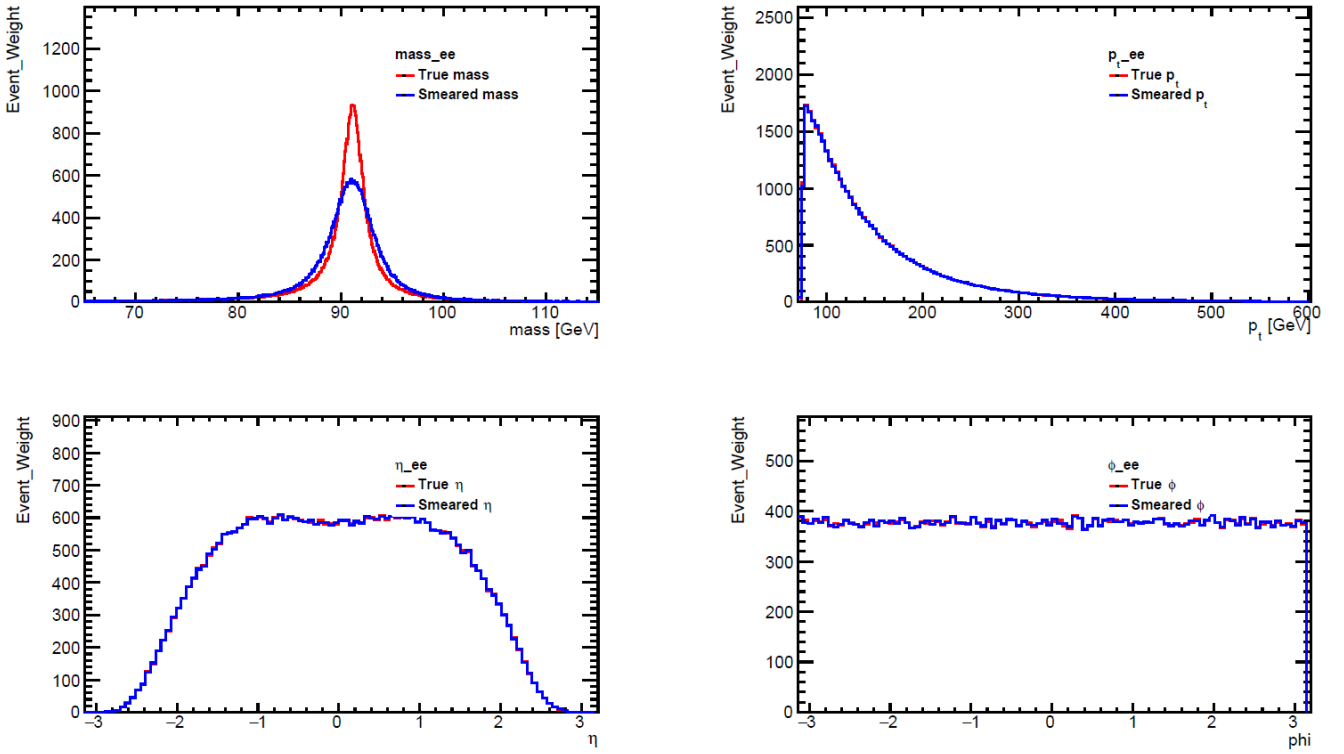 Event_Weight
1200
1000
800
600
400
200
0
mass_ee
True mass
Smeared mass
70
80
90
100
110
mass [GeV]
Event_Weight
2500
2000
1500
1000
500
0
p_t_ee
True p_t
Smeared p_t
100
200
300
400
500
600
p_t [GeV]
Event_Weight
900
800
700
600
500
400
300
200
100
0
η_ee
True η
Smeared η
−3
−2
−1
0
1
2
3
η
Event_Weight
500
400
300
200
100
0
ϕ_ee
True ϕ
Smeared ϕ
−3
−2
−1
0
1
2
3
phi